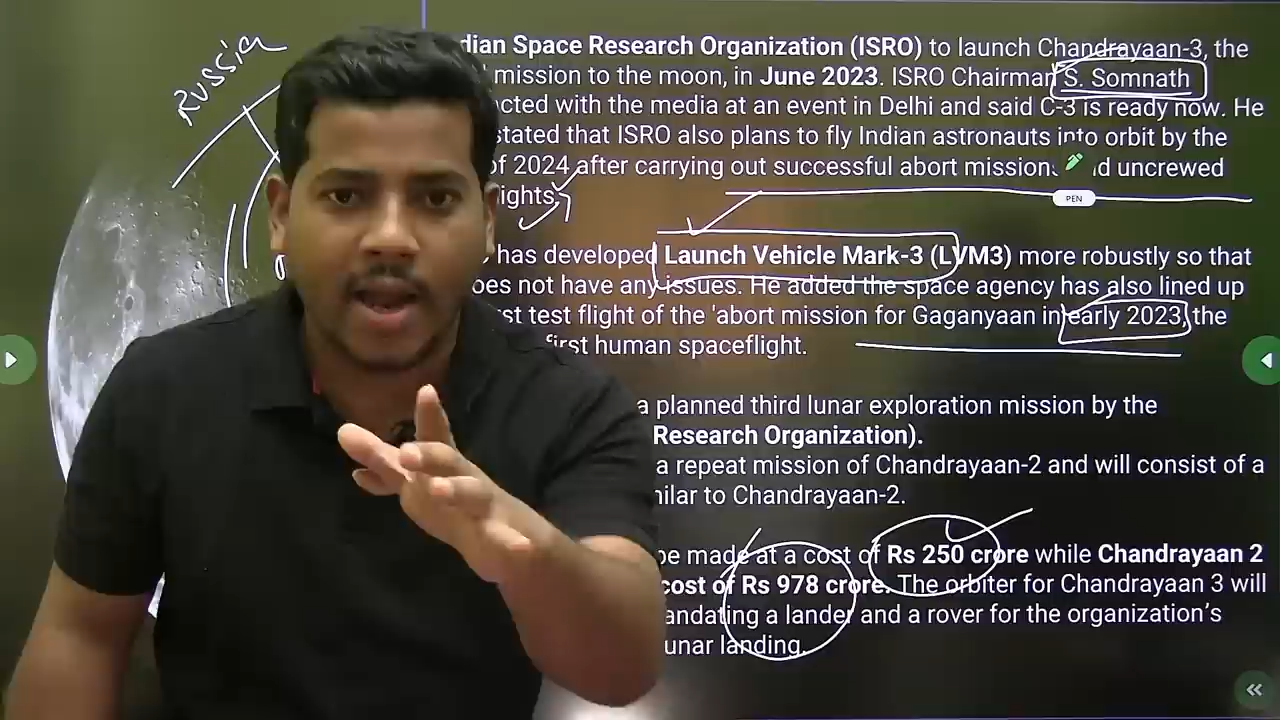 Russia
dian Space Research Organization (ISRO) to launch Chandrayaan-3, the
mission to the moon, in June 2023. ISRO Chairman S. Somnath
cted with the media at an event in Delhi and said C-3 is ready now. He
stated that ISRO also plans to fly Indian astronauts into orbit by the
of 2024 after carrying out successful abort missions d uncrewed
ights.
PEN
has developed Launch Vehicle Mark-3 (LVM3) more robustly so that
oes not have any issues. He added the space agency has also lined up
st test flight of the 'abort mission for Gaganyaan in early 2023, the
first human spaceflight.
a planned third lunar exploration mission by the
Research Organization).
a repeat mission of Chandrayaan-2 and will consist of a
ilar to Chandrayaan-2.
be made at a cost of Rs 250 crore while Chandrayaan 2
cost of Rs 978 crore. The orbiter for Chandrayaan 3 will
andating a lander and a rover for the organization's
unar landing.